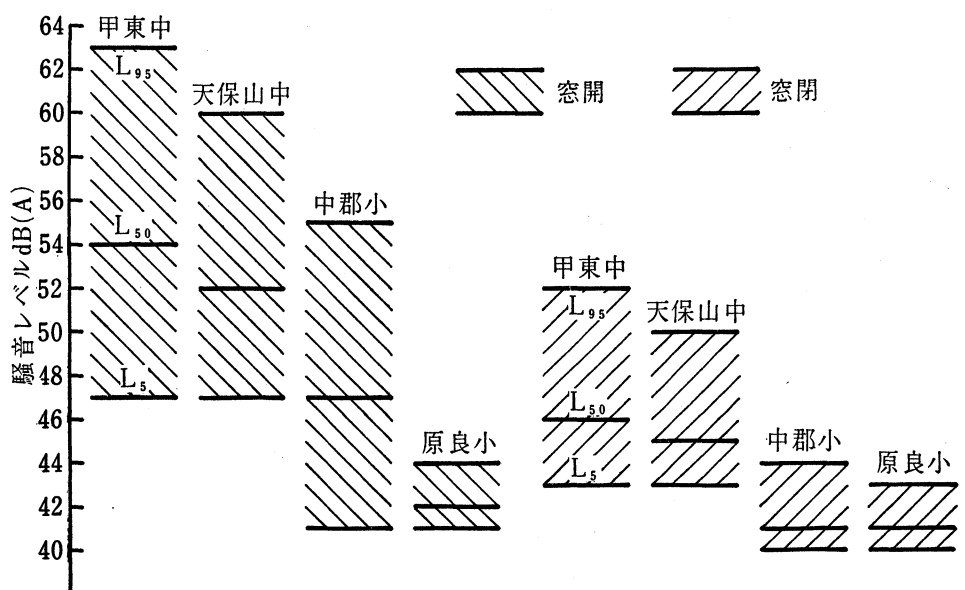 騒音レベルdB(A)
64
62
60
58
56
54
52
50
48
46
44
42
40
甲東中
L₉₅
L₅₀
L₅
天保山中
中郡小
原良小
窓開
窓閉
甲東中
L₉₅
L₅₀
L₅
天保山中
中郡小
原良小